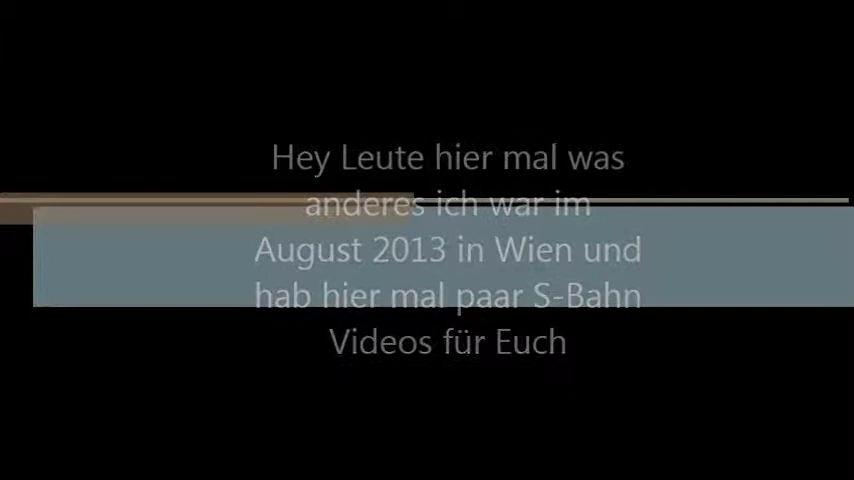 Hey Leute hier mal was
anderes ich war im
August 2013 in Wien und
hab hier mal paar S-Bahn
Videos für Euch